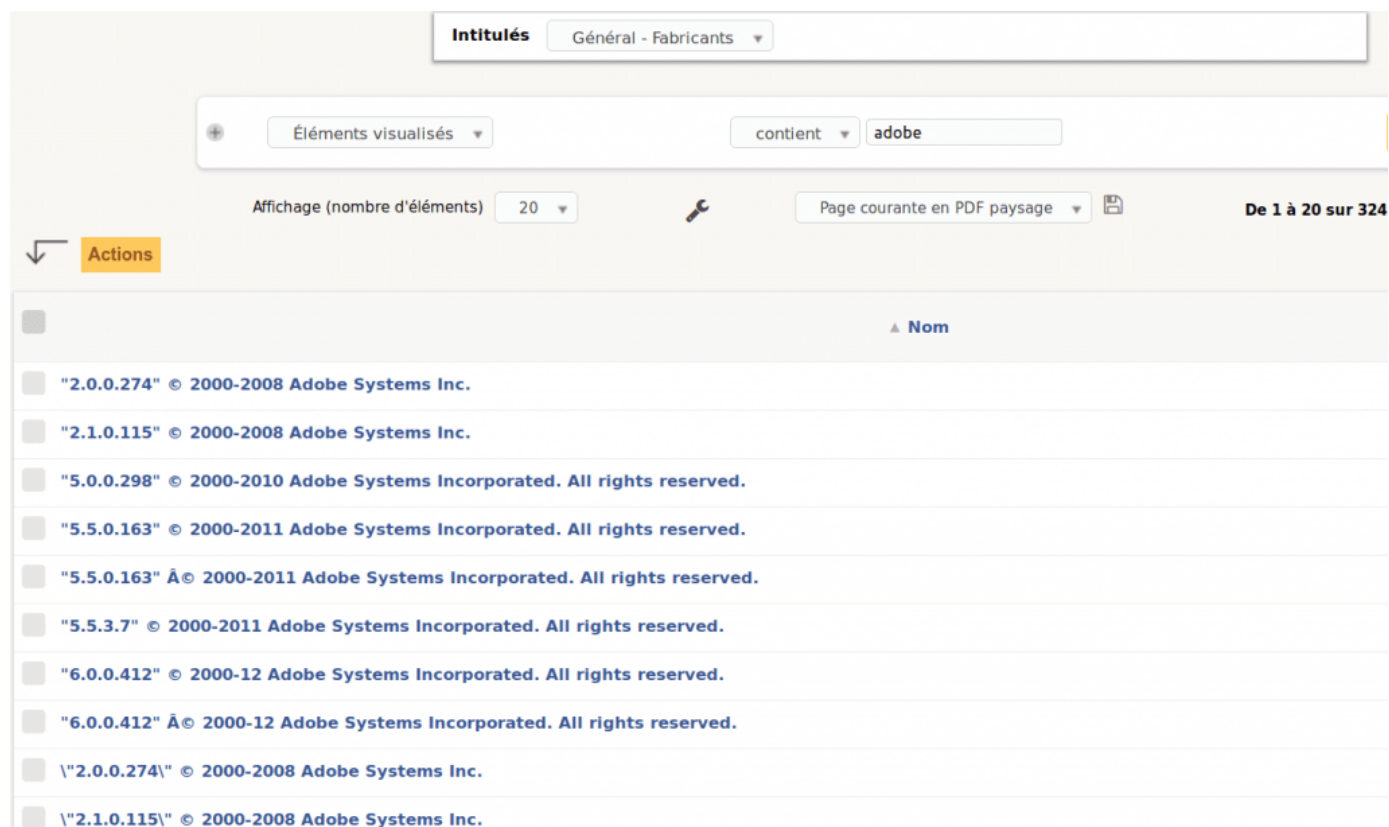 Intitulés Général - Fabricants
Éléments visualisés contient adobe
Affichage (nombre d'éléments) 20 Page courante en PDF paysage De 1 à 20 sur 324
Actions
Nom
"2.0.0.274" © 2000-2008 Adobe Systems Inc.
"2.1.0.115" © 2000-2008 Adobe Systems Inc.
"5.0.0.298" © 2000-2010 Adobe Systems Incorporated. All rights reserved.
"5.5.0.163" © 2000-2011 Adobe Systems Incorporated. All rights reserved.
"5.5.0.163" Â© 2000-2011 Adobe Systems Incorporated. All rights reserved.
"5.5.3.7" © 2000-2011 Adobe Systems Incorporated. All rights reserved.
"6.0.0.412" © 2000-12 Adobe Systems Incorporated. All rights reserved.
"6.0.0.412" Â© 2000-12 Adobe Systems Incorporated. All rights reserved.
\"2.0.0.274\" © 2000-2008 Adobe Systems Inc.
\"2.1.0.115\" © 2000-2008 Adobe Systems Inc.